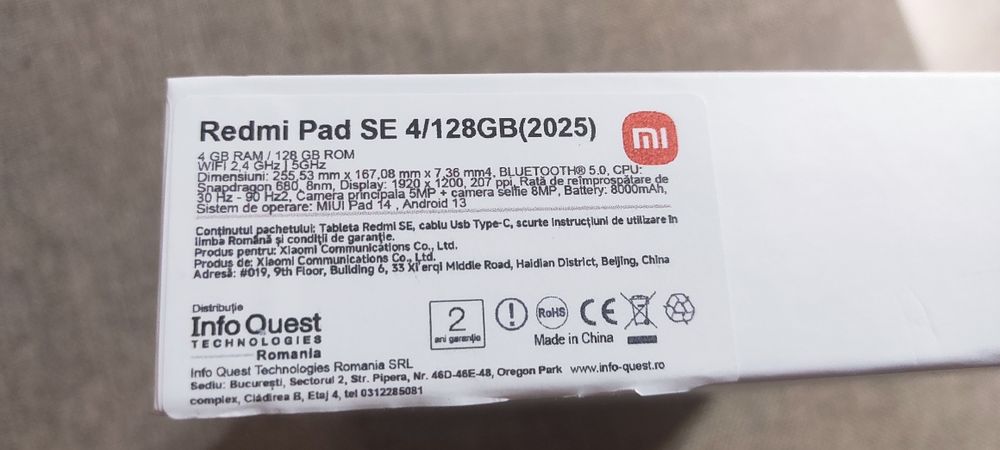 Redmi Pad SE 4/128GB(2025)
mi
4 GB RAM / 128 GB ROM
WIFI 2,4 GHz | 5GHz
Dimensiuni: 255,53 mm x 167,08 mm x 7,36 mm4, BLUETOOTH® 5.0, CPU:
Snapdragon 680, 8nm, Display: 1920 x 1200, 207 ppi, Rată de reîmprospătare de
30 Hz - 90 Hz2, Camera principala 5MP + camera selfie 8MP, Battery: 8000mAh,
Sistem de operare: MIUI Pad 14 , Android 13
Conținutul pachetului: Tableta Redmi SE, cablu Usb Type-C, scurte instrucțiuni de utilizare în
limba Română și condiții de garanție.
Produs pentru: Xiaomi Communications Co., Ltd.
Produs de: Xiaomi Communications Co., Ltd.
Adresă: #019, 9th Floor, Building 6, 33 Xi'erqi Middle Road, Haidian District, Beijing, China
Distribuție
Info Quest
TECHNOLOGIES
Romania
2
ani garanție
RoHS
CE
Made in China
Info Quest Technologies Romania SRL
Sediu: București, Sectorul 2, Str. Pipera, Nr. 46D-46E-48, Oregon Park www.info-quest.ro
complex, Clădirea B, Etaj 4, tel 0312285081